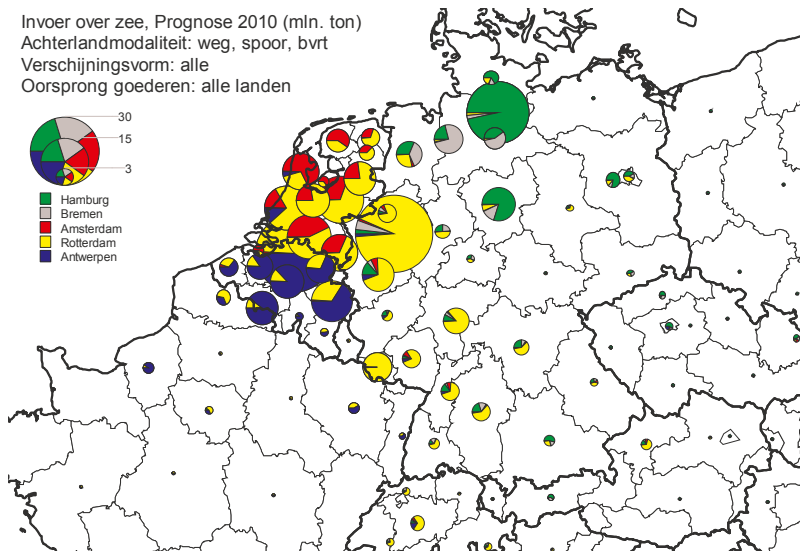 Invoer over zee, Prognose 2010 (mln. ton)
Achterlandmodaliteit: weg, spoor, bvrt
Verschijningsvorm: alle
Oorsprong goederen: alle landen
30
15
3
Hamburg
Bremen
Amsterdam
Rotterdam
Antwerpen